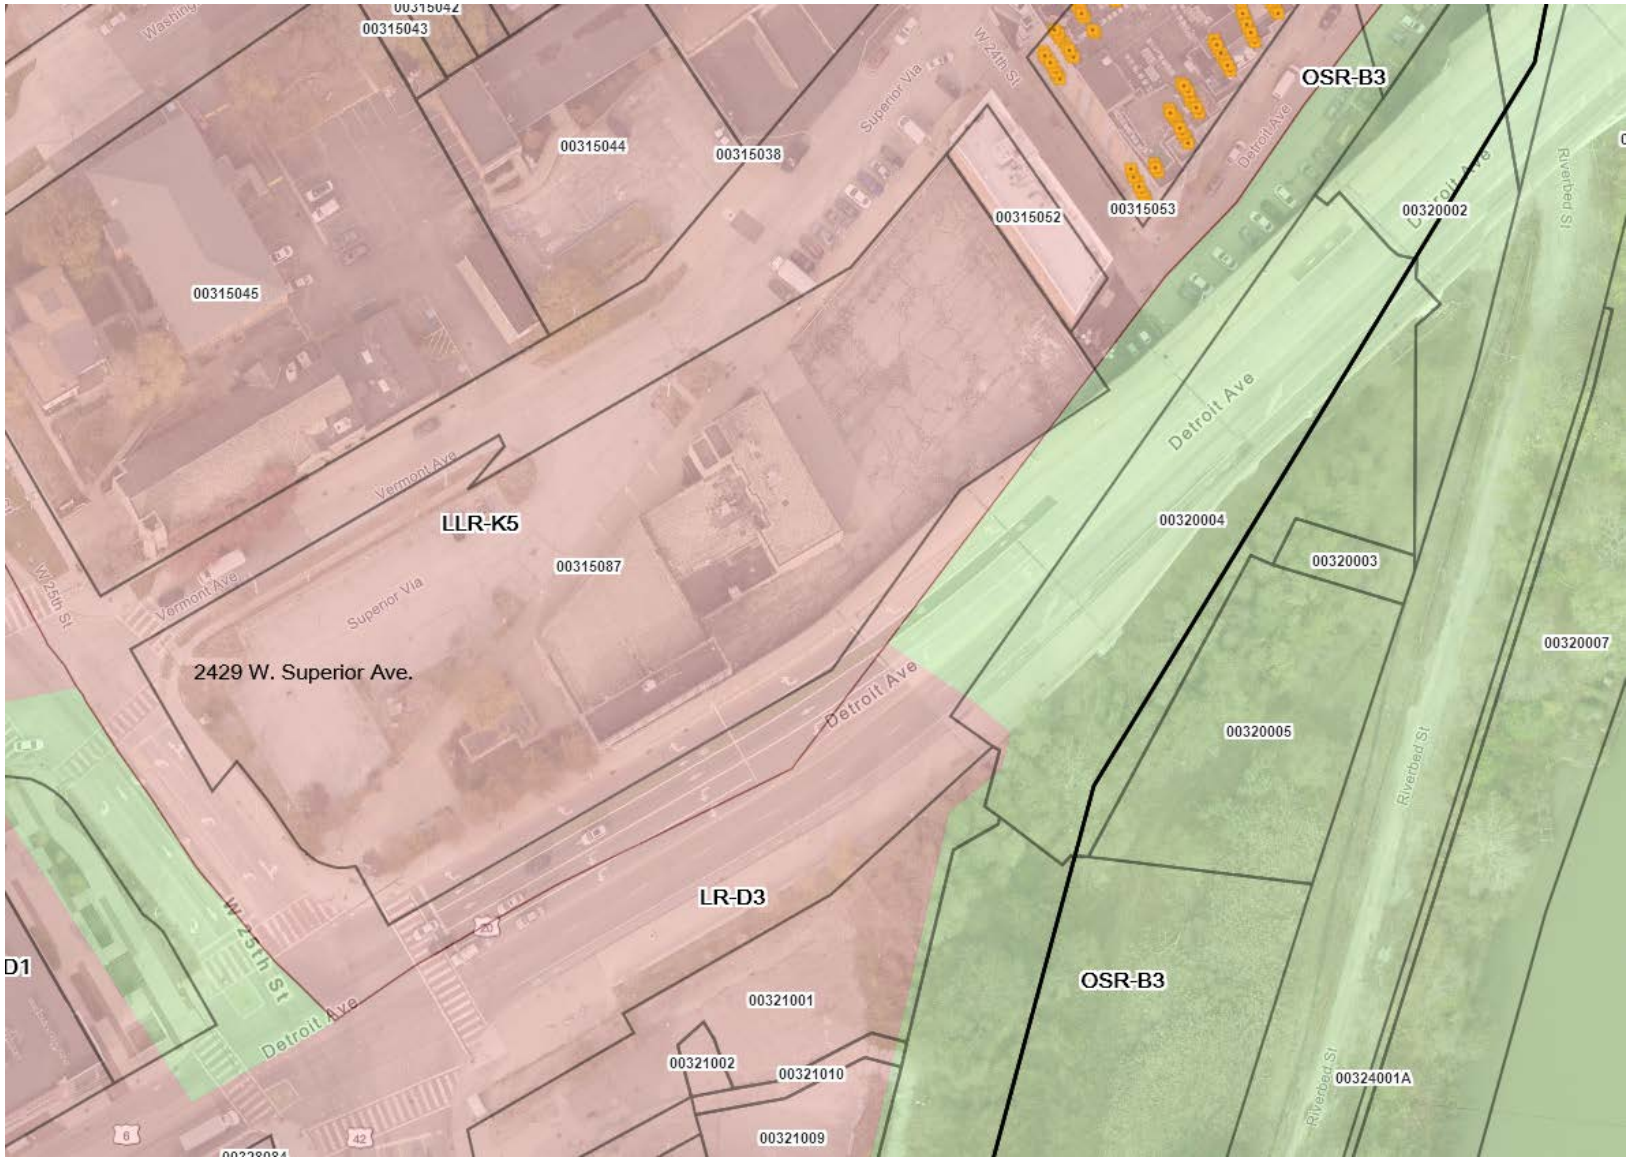 00315042
00315043
W 24th St
OSR-B3
Superior Via
Detroit Ave
00315044
00315038
00315052
00315053
00320002
Detroit Ave
Riverbed St
00315045
Detroit Ave
Vermont Ave
LLR-K5
00320004
00320003
00315087
W 25th St
Vermont Ave
Superior Via
00320007
2429 W. Superior Ave.
Detroit Ave
00320005
Riverbed St
LR-D3
20
W 25th St
D1
OSR-B3
00321001
Detroit Ave
00321002
00321010
00324001A
Riverbed St
6
42
00321009
00328084